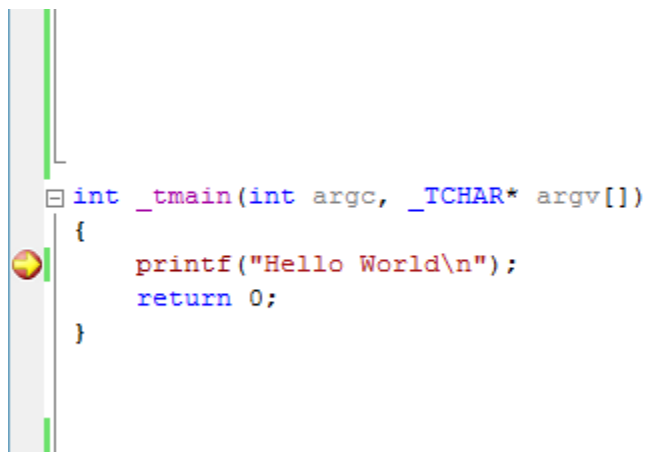 int _tmain(int argc, _TCHAR* argv[])
{
printf("Hello World\n");
return 0;
}